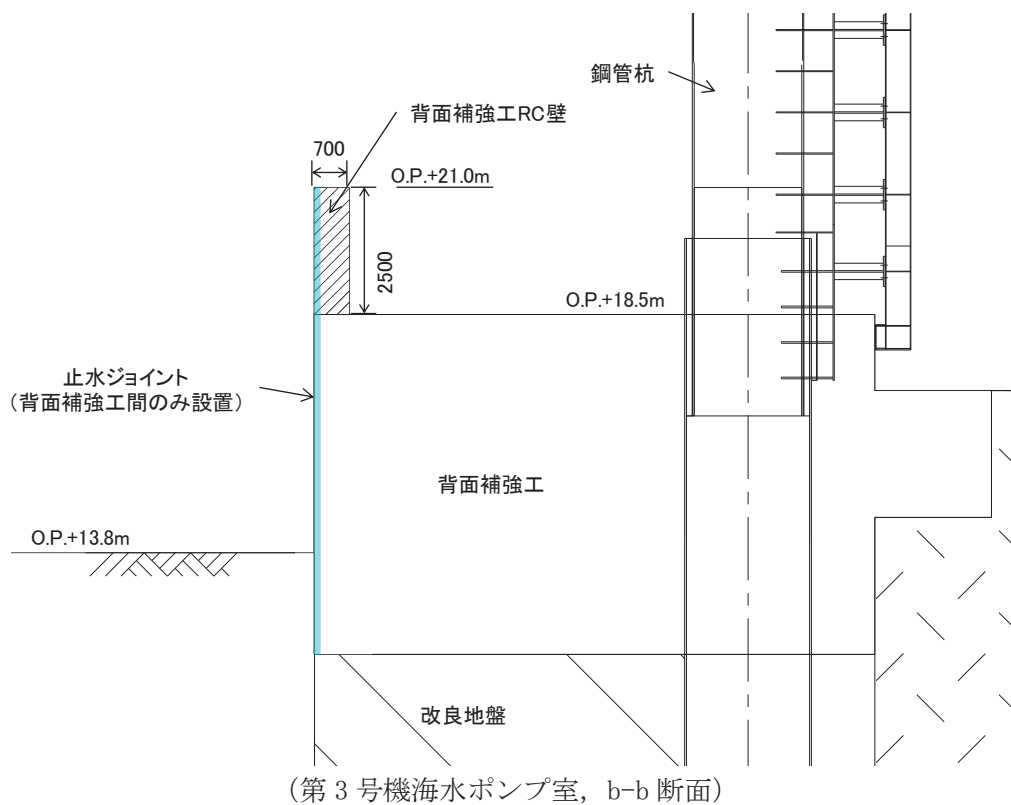 鋼管杭
背面補強工RC壁
700
O.P.+21.0m
2500
O.P.+18.5m
止水ジョイント
(背面補強工間のみ設置)
背面補強工
O.P.+13.8m
改良地盤
(第3号機海水ポンプ室, b-b断面)